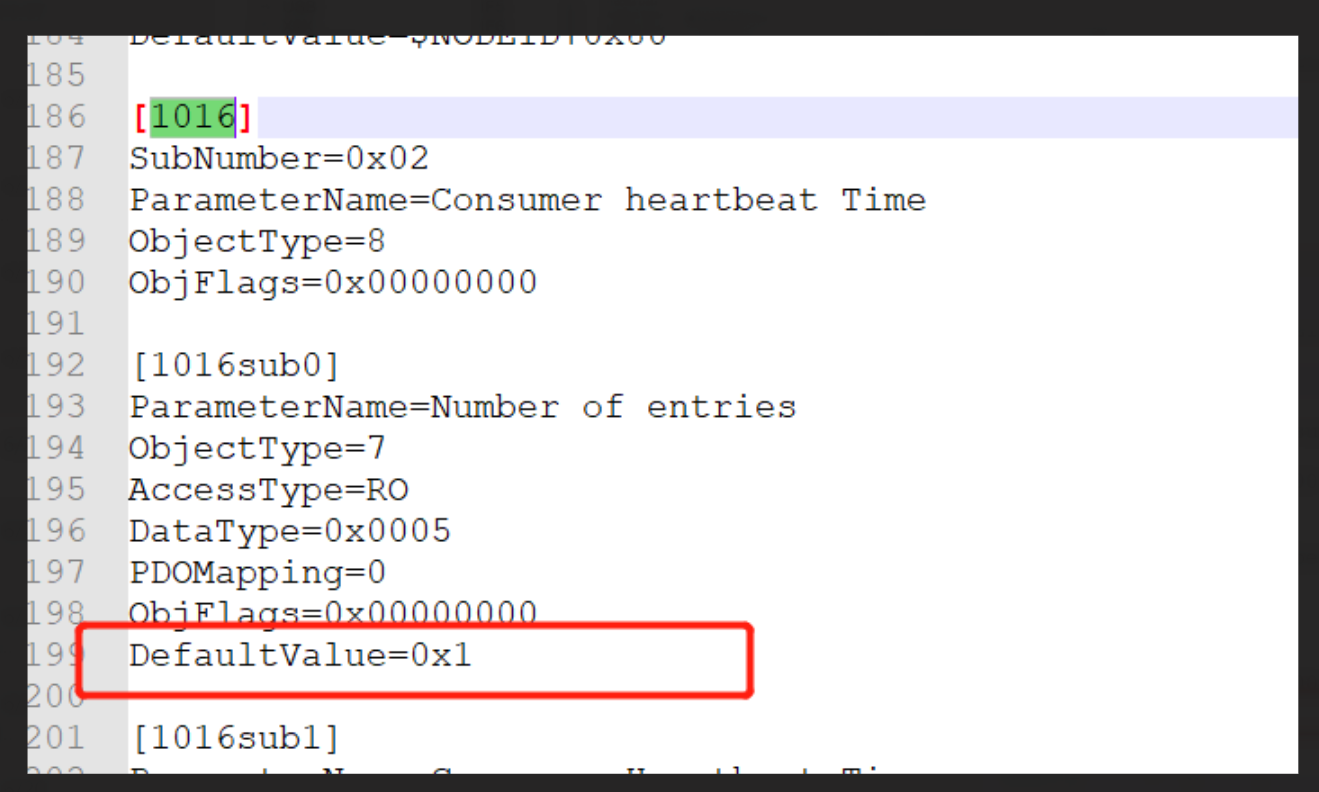 184 DefaultValue=$NODEID+0x80
185
186 [1016]
187 SubNumber=0x02
188 ParameterName=Consumer heartbeat Time
189 ObjectType=8
190 ObjFlags=0x00000000
191
192 [1016sub0]
193 ParameterName=Number of entries
194 ObjectType=7
195 AccessType=RO
196 DataType=0x0005
197 PDOMapping=0
198 ObjFlags=0x00000000
199 DefaultValue=0x1
200
201 [1016sub1]